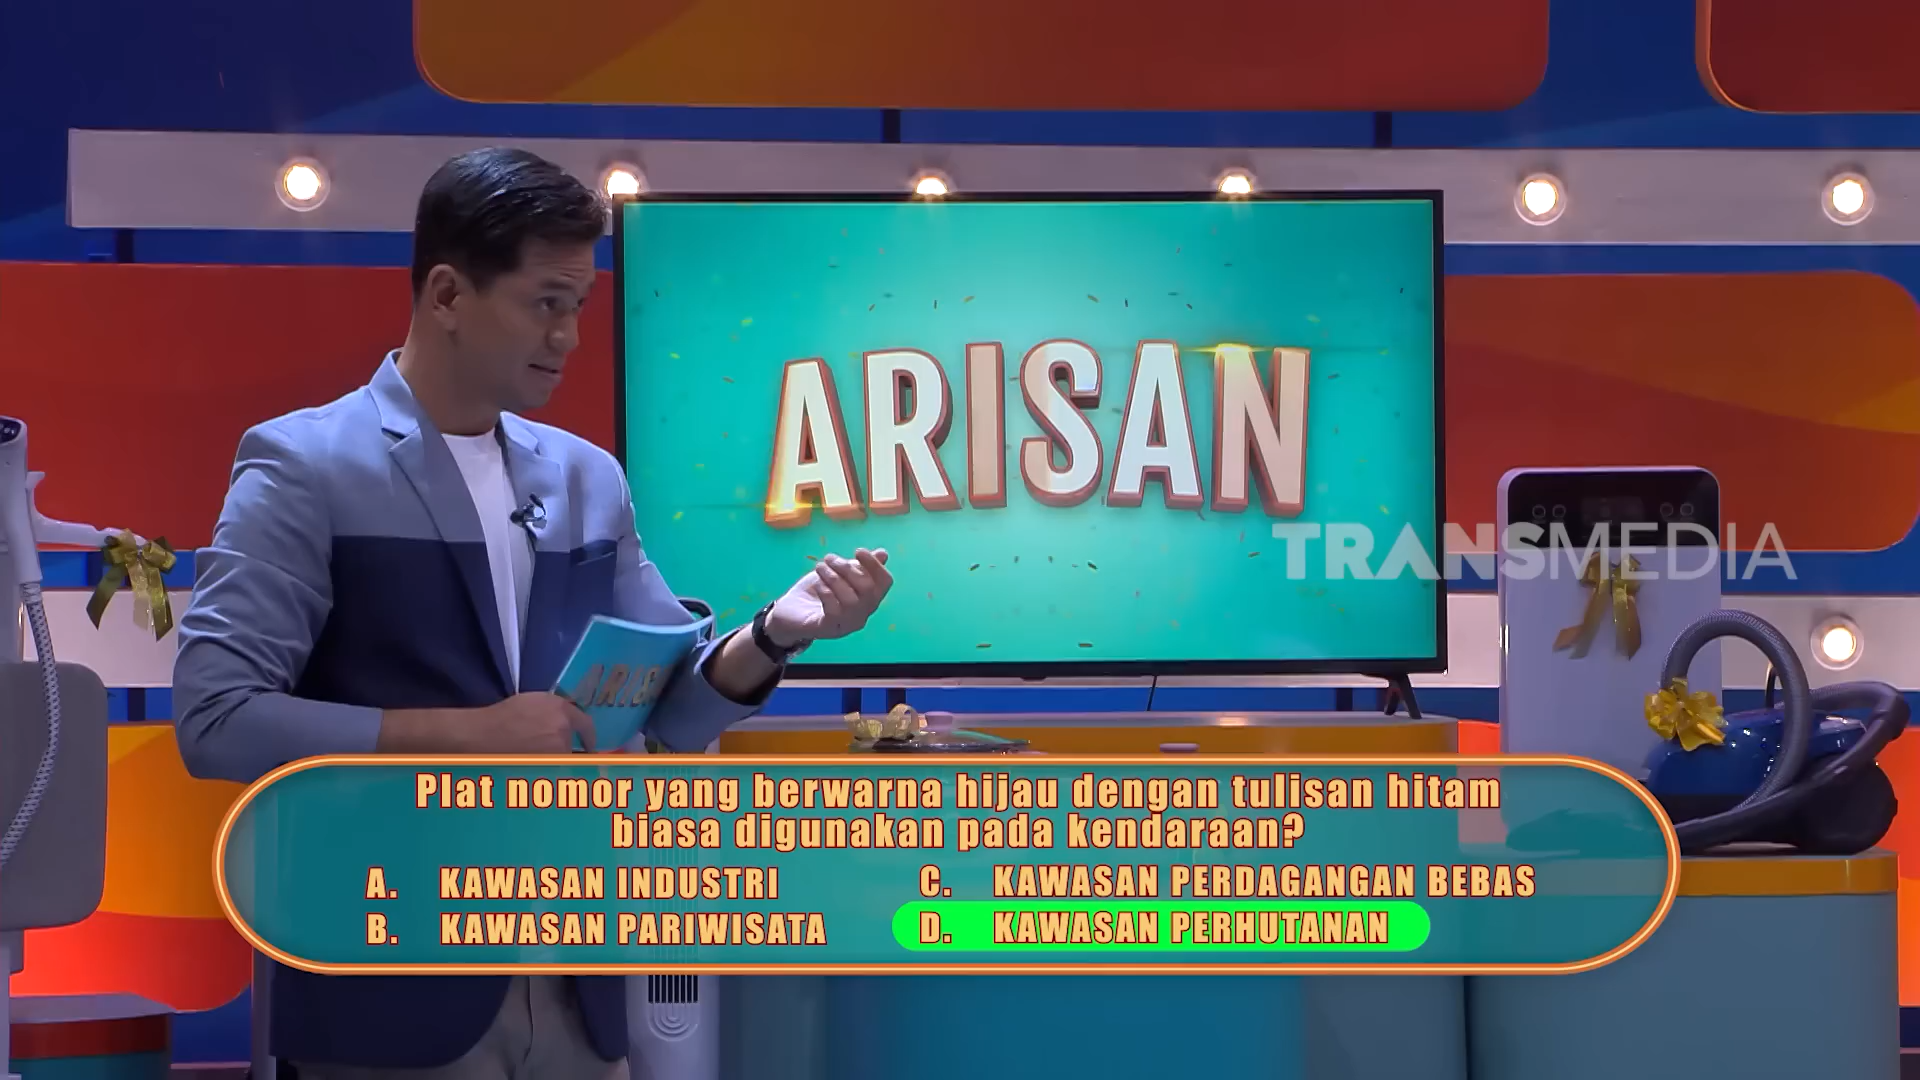 ARISAN
TRANSMEDIA
ARISAN
Plat nomor yang berwarna hijau dengan tulisan hitam
biasa digunakan pada kendaraan?
A. KAWASAN INDUSTRI
B. KAWASAN PARIWISATA
C. KAWASAN PERDAGANGAN BEBAS
D. KAWASAN PERHUTANAN